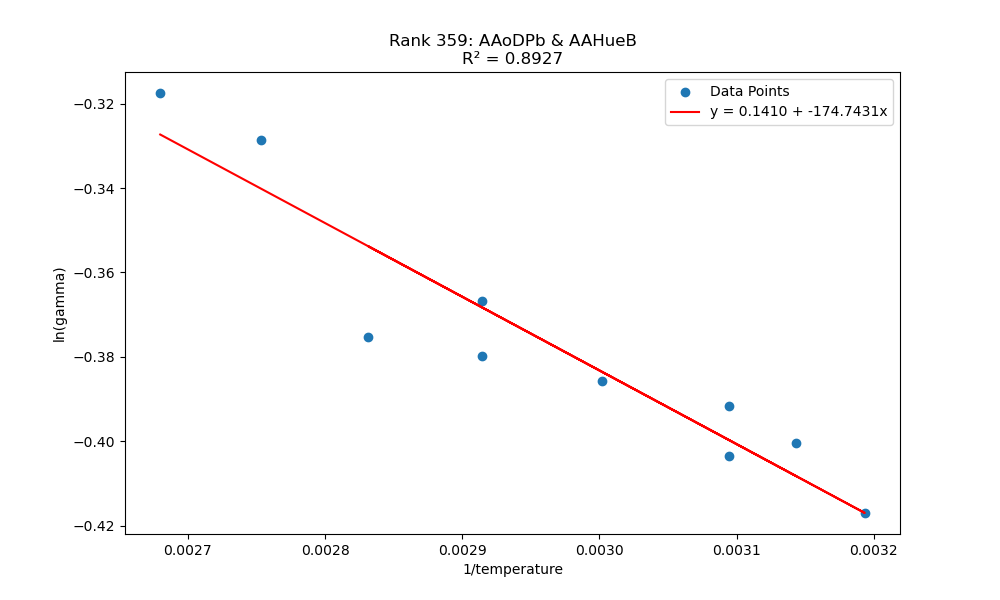 Rank 359: AAoDPb & AAHueB
R² = 0.8927
Data Points
y = 0.1410 + -174.7431x
ln(gamma)
−0.32
−0.34
−0.36
−0.38
−0.40
−0.42
0.0027
0.0028
0.0029
0.0030
0.0031
0.0032
1/temperature